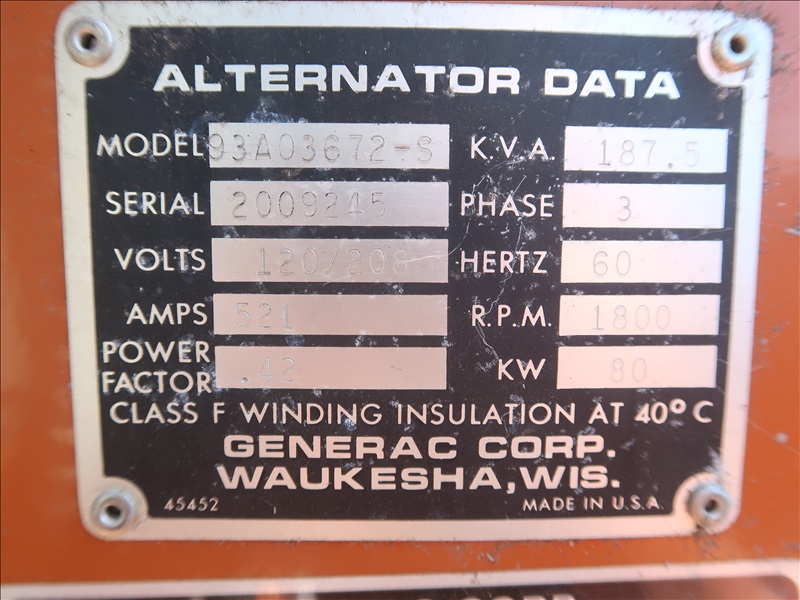 ALTERNATOR DATA
MODEL 93A03672-S K.V.A. 187.5
SERIAL 2009245 PHASE 3
VOLTS 120/208 HERTZ 60
AMPS 521 R.P.M. 1800
POWER FACTOR .42 KW 80
CLASS F WINDING INSULATION AT 40° C
GENERAC CORP.
WAUKESHA, WIS.
45452 MADE IN U.S.A.